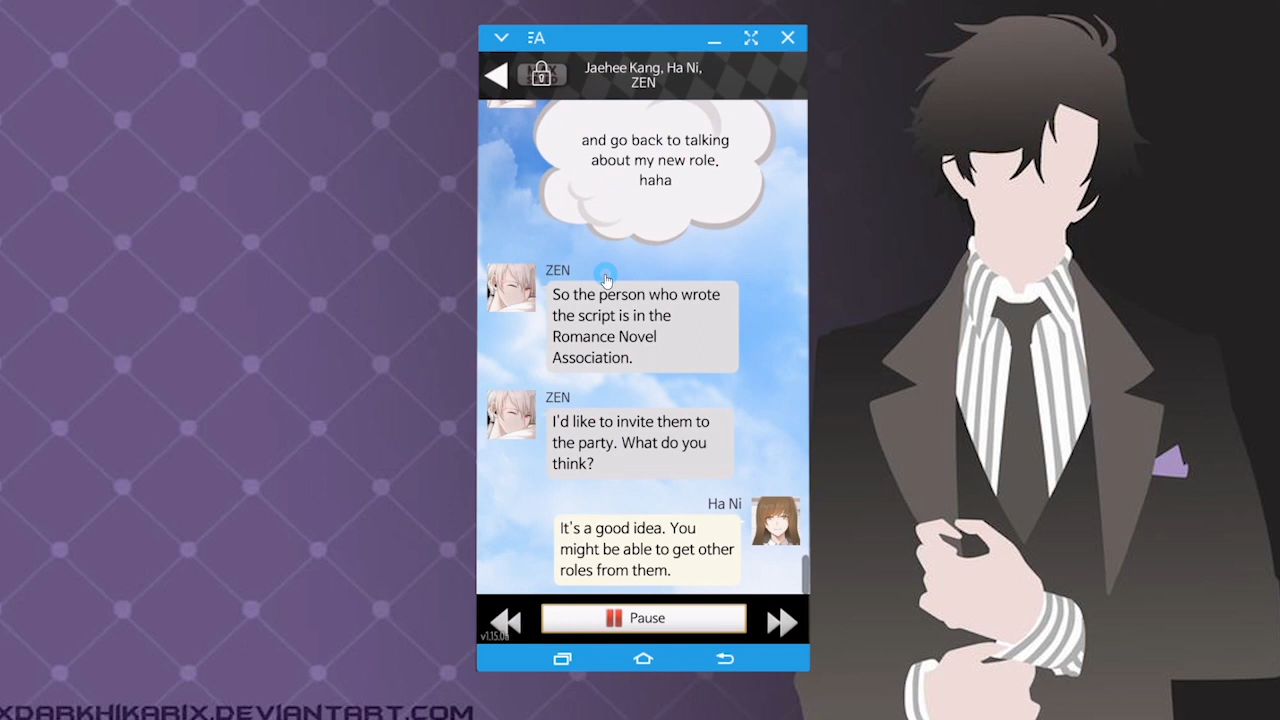 Jaehee Kang, Ha Ni,
ZEN
and go back to talking
about my new role.
haha
ZEN
So the person who wrote
the script is in the
Romance Novel
Association.
ZEN
I'd like to invite them to
the party. What do you
think?
Ha Ni
It's a good idea. You
might be able to get other
roles from them.
Pause
XDARKHIKARIX.DEVIANTART.COM